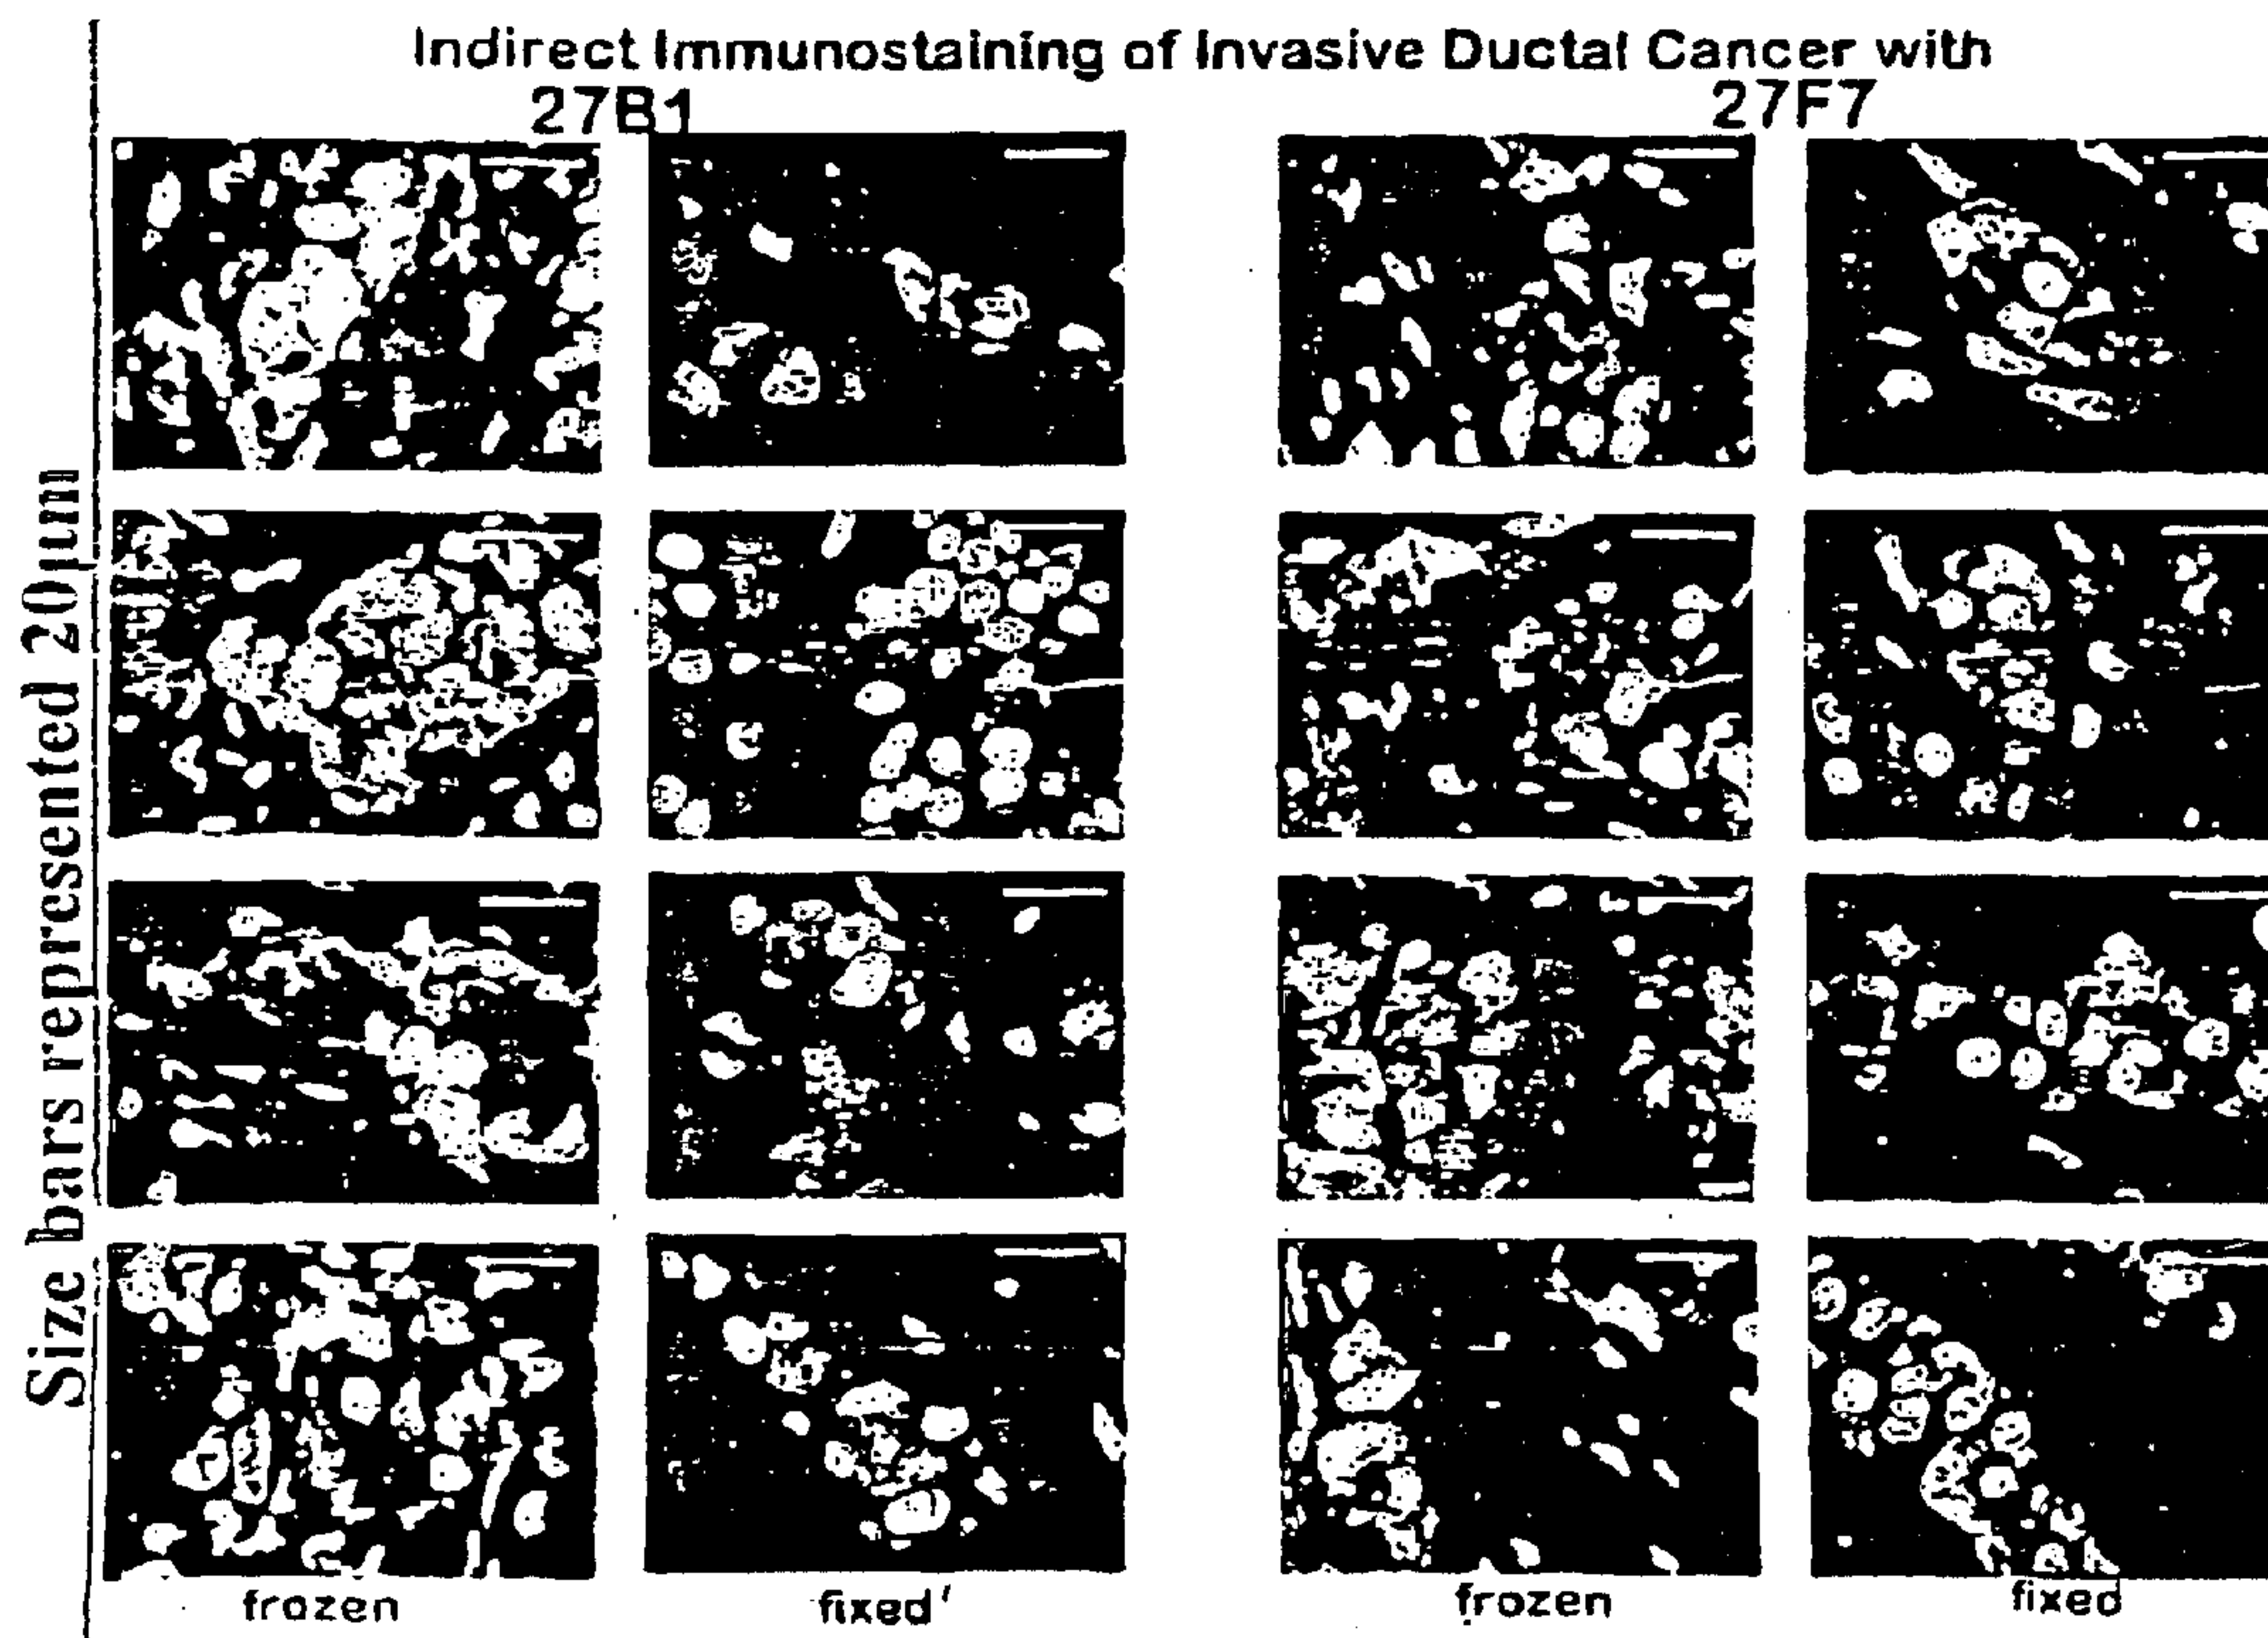 Indirect Immunostaining of Invasive Ductal Cancer with
27B1
27F7
Size bars represented 20µm
frozen
fixed
frozen
fixed